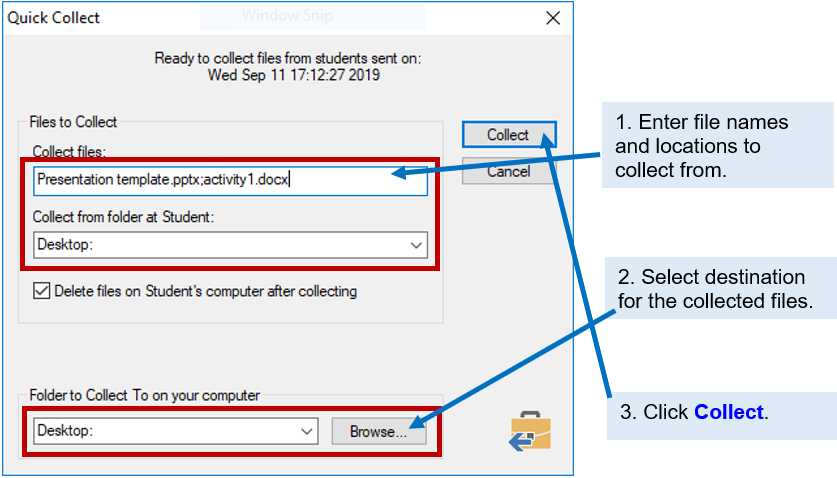 Quick Collect
Window Snip
Ready to collect files from students sent on:
Wed Sep 11 17:12:27 2019
Files to Collect
Collect files:
Presentation template.pptx;activity1.docx
Collect from folder at Student:
Desktop:
Delete files on Student's computer after collecting
Collect
Cancel
Folder to Collect To on your computer
Desktop:
Browse...
1. Enter file names
and locations to
collect from.
2. Select destination
for the collected files.
3. Click Collect.